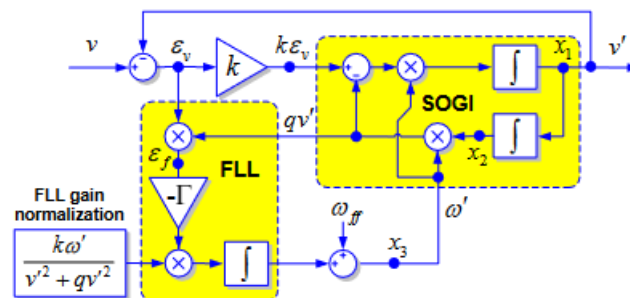 v
ε_v
k
kε_v
x_1
v'
SOGI
∫
∫
x_2
qv'
ε_f
FLL
-Γ
ω'
ω_ff
x_3
FLL gain
normalization
kω'
v'^2 + qv'^2
∫